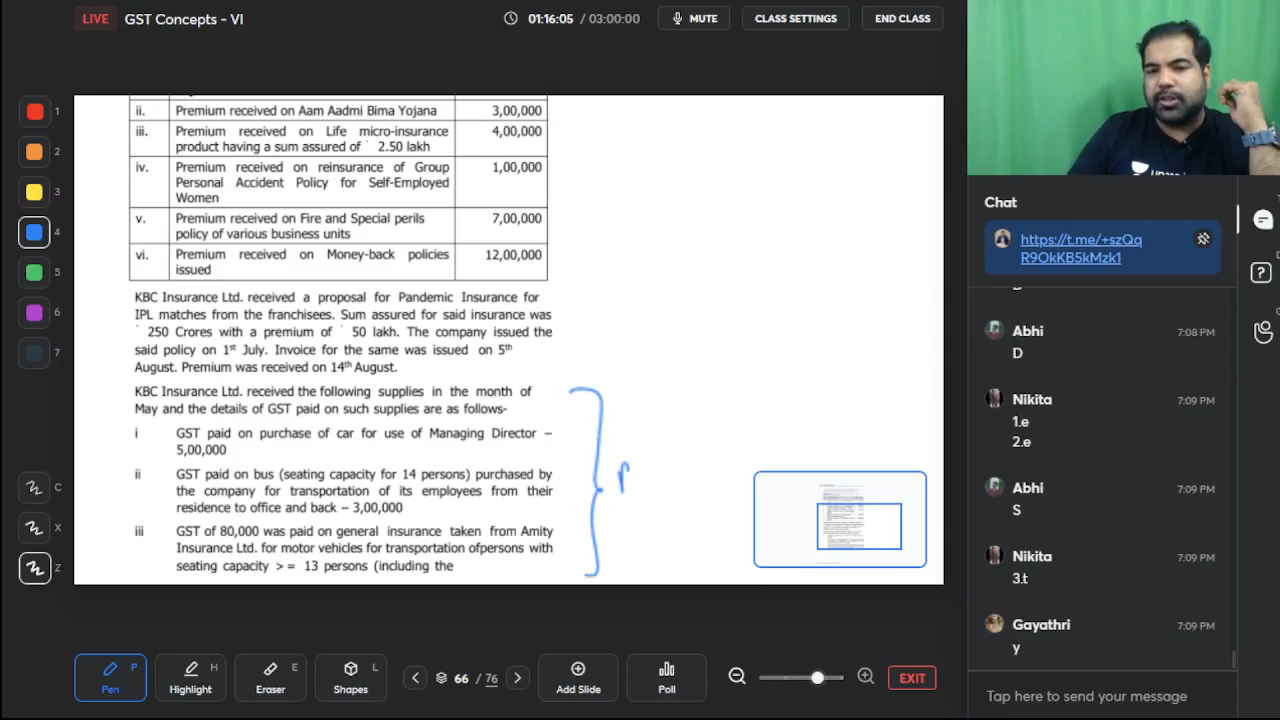 LIVE GST Concepts - VI
01:16:05 / 03:00:00
MUTE
CLASS SETTINGS
END CLASS
1
2
3
4
5
6
7
C
X
Z
ii. Premium received on Aam Aadmi Bima Yojana 3,00,000
iii. Premium received on Life micro-insurance 4,00,000
product having a sum assured of ` 2.50 lakh
iv. Premium received on reinsurance of Group 1,00,000
Personal Accident Policy for Self-Employed
Women
v. Premium received on Fire and Special perils 7,00,000
policy of various business units
vi. Premium received on Money-back policies 12,00,000
issued
KBC Insurance Ltd. received a proposal for Pandemic Insurance for
IPL matches from the franchisees. Sum assured for said insurance was
` 250 Crores with a premium of ` 50 lakh. The company issued the
said policy on 1st July. Invoice for the same was issued on 5th
August. Premium was received on 14th August.
KBC Insurance Ltd. received the following supplies in the month of
May and the details of GST paid on such supplies are as follows-
i GST paid on purchase of car for use of Managing Director –
5,00,000
ii GST paid on bus (seating capacity for 14 persons) purchased by
the company for transportation of its employees from their
residence to office and back – 3,00,000
iii GST of 80,000 was paid on general insurance taken from Amity
Insurance Ltd. for motor vehicles for transportation ofpersons with
seating capacity > = 13 persons (including the
Pen P
Highlight H
Eraser E
Shapes L
66 / 76
Add Slide
Poll
EXIT
Chat
https://t.me/+szQq
R9OkKB5kMzk1
Abhi 7:08 PM
D
Nikita 7:09 PM
1.e
2.e
Abhi 7:09 PM
S
Nikita 7:09 PM
3.t
Gayathri 7:09 PM
y
Tap here to send your message